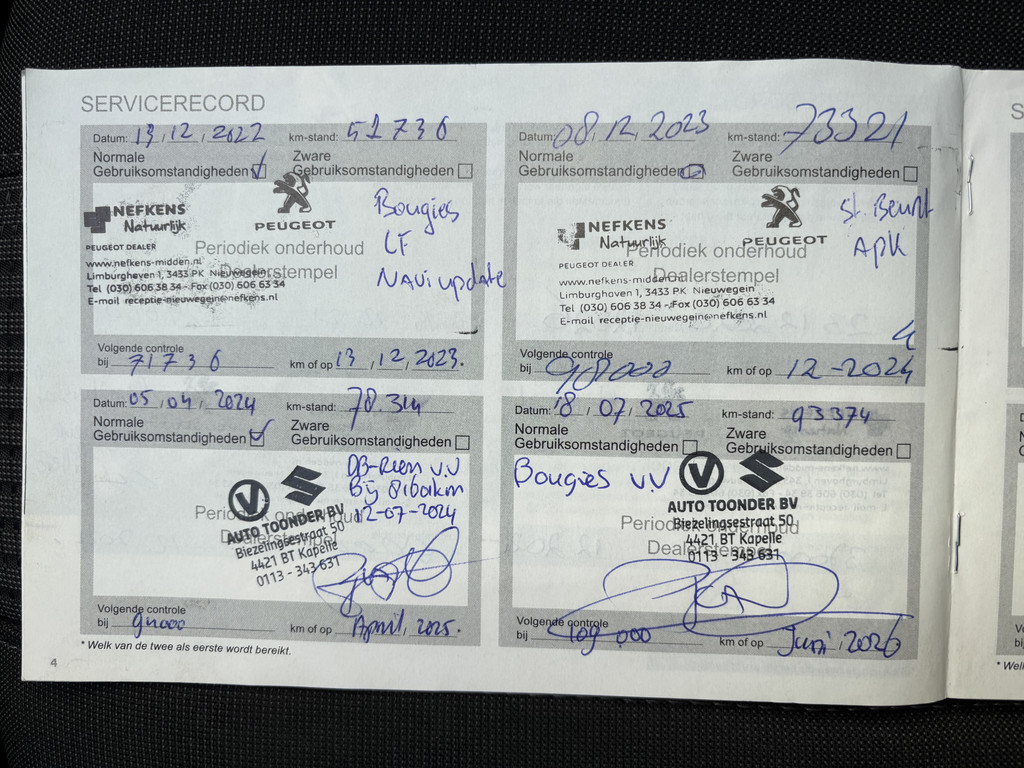 SERVICERECORD
Datum: 13, 12, 2022 km-stand: 51736
Normale Gebruiksomstandigheden Zware Gebruiksomstandigheden
NEFKENS
Natuurlijk
PEUGEOT
PEUGEOT DEALER
Periodiek onderhoud
Dealerstempel
www.nefkens-midden.nl
Limburghaven 1, 3433 PK Nieuwegein
Tel (030) 606 38 34 - Fax (030) 606 63 34
E-mail receptie-nieuwegein@nefkens.nl
Bougies
LF
NAVi update
Volgende controle
bij 71736 km of op 13, 12, 2023.
Datum: 08, 12, 2023 km-stand: 73321
Normale Gebruiksomstandigheden Zware Gebruiksomstandigheden
NEFKENS
Natuurlijk
PEUGEOT
PEUGEOT DEALER
Periodiek onderhoud
Dealerstempel
www.nefkens-midden
Limburghaven 1, 3433 PK Nieuwegein
Tel (030) 606 38 34 - Fax (030) 606 63 34
E-mail receptie-nieuwegein@nefkens.nl
APK
Volgende controle
bij 98000 km of op 12-2024
Datum: 05, 04, 2024 km-stand: 78.314
Normale Gebruiksomstandigheden Zware Gebruiksomstandigheden
DB-Riem v.v
Bij 81601km
12-07-2024
AUTO TOONDER BV
Biezelingsestraat 50
4421 BT Kapelle
0113 - 343 631
Volgende controle
bij 94000 km of op April, 2025.
Datum: 18, 07, 2025 km-stand: 93374
Normale Gebruiksomstandigheden Zware Gebruiksomstandigheden
Bougies v.v
AUTO TOONDER BV
Biezelingsestraat 50
4421 BT Kapelle
0113 - 343 631
Periodiek onderhoud
Dealerstempel
Volgende controle
bij 109 000 km of op Juni, 2026
* Welk van de twee als eerste wordt bereikt.
4